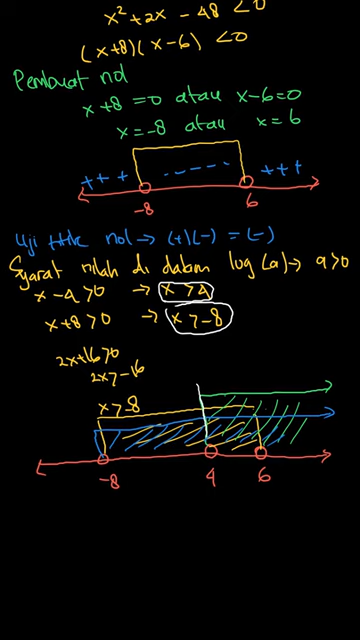 x² + 2x - 48 < 0
(x+8)(x-6) < 0
Pembuat nol
x+8 = 0 atau x-6=0
x=-8 atau x=6
+++ ----- +++
-8 6
Uji titik nol → (+)(-) = (-)
Syarat nilai di dalam log(a) → a>0
x-4>0 → x>4
x+8>0 → x>-8
2x+16>0
2x>-16
x>-8
-8 4 6